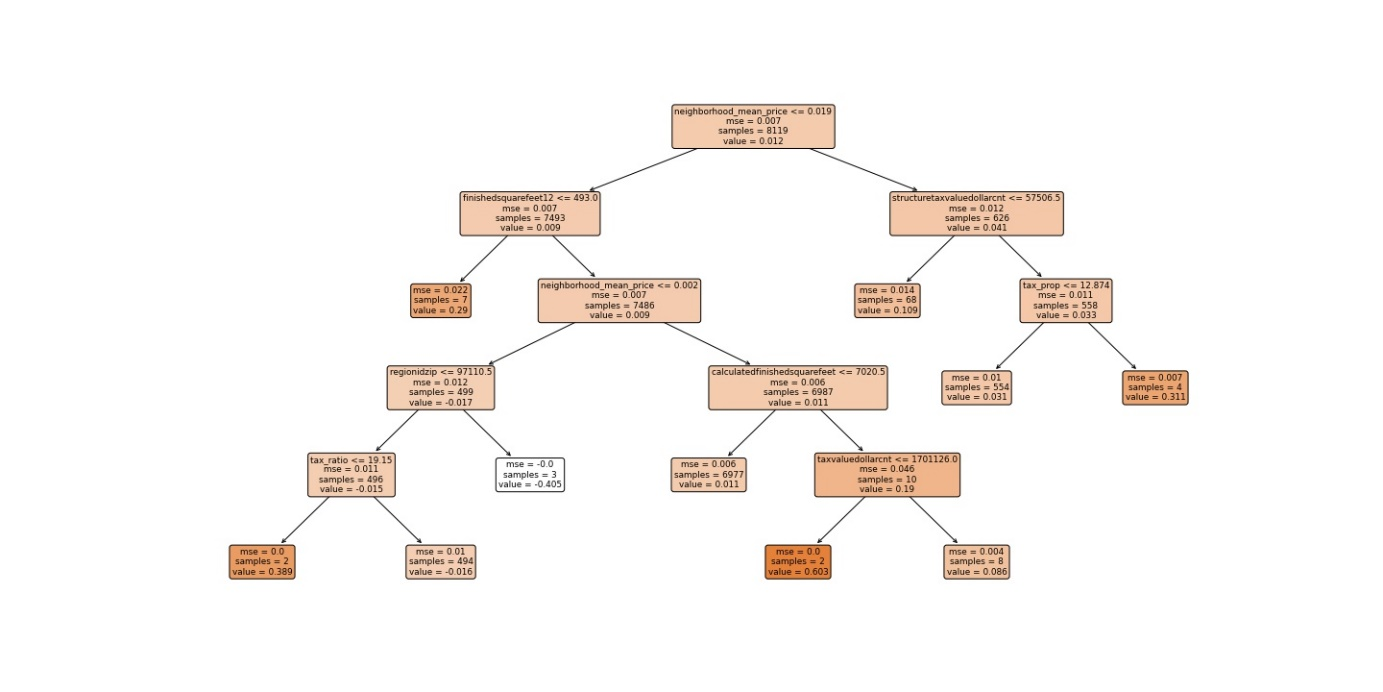 neighborhood_mean_price <= 0.019
mse = 0.007
samples = 8119
value = 0.012
finishedsquarefeet12 <= 493.0
mse = 0.007
samples = 7493
value = 0.009
structuretaxvaluedollarcnt <= 57506.5
mse = 0.012
samples = 626
value = 0.041
mse = 0.022
samples = 7
value = 0.29
neighborhood_mean_price <= 0.002
mse = 0.007
samples = 7486
value = 0.009
mse = 0.014
samples = 68
value = 0.109
tax_prop <= 12.874
mse = 0.011
samples = 558
value = 0.033
regionidzip <= 97110.5
mse = 0.012
samples = 499
value = -0.017
calculatedfinishedsquarefeet <= 7020.5
mse = 0.006
samples = 6987
value = 0.011
mse = 0.01
samples = 554
value = 0.031
mse = 0.007
samples = 4
value = 0.311
tax_ratio <= 19.15
mse = 0.011
samples = 496
value = -0.015
mse = -0.0
samples = 3
value = -0.405
mse = 0.006
samples = 6977
value = 0.011
taxvaluedollarcnt <= 1701126.0
mse = 0.046
samples = 10
value = 0.19
mse = 0.0
samples = 2
value = 0.389
mse = 0.01
samples = 494
value = -0.016
mse = 0.0
samples = 2
value = 0.603
mse = 0.004
samples = 8
value = 0.086